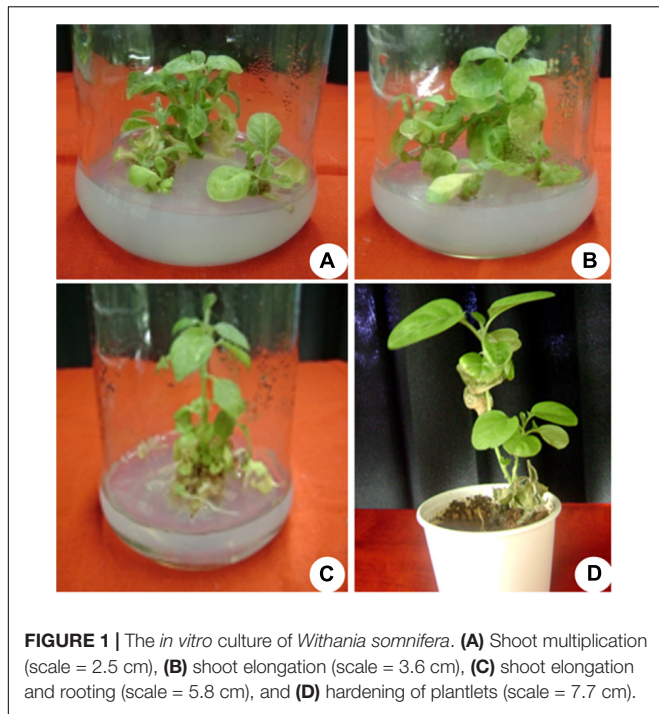 A
B
C
D
FIGURE 1 | The in vitro culture of Withania somnifera. (A) Shoot multiplication
(scale = 2.5 cm), (B) shoot elongation (scale = 3.6 cm), (C) shoot elongation
and rooting (scale = 5.8 cm), and (D) hardening of plantlets (scale = 7.7 cm).